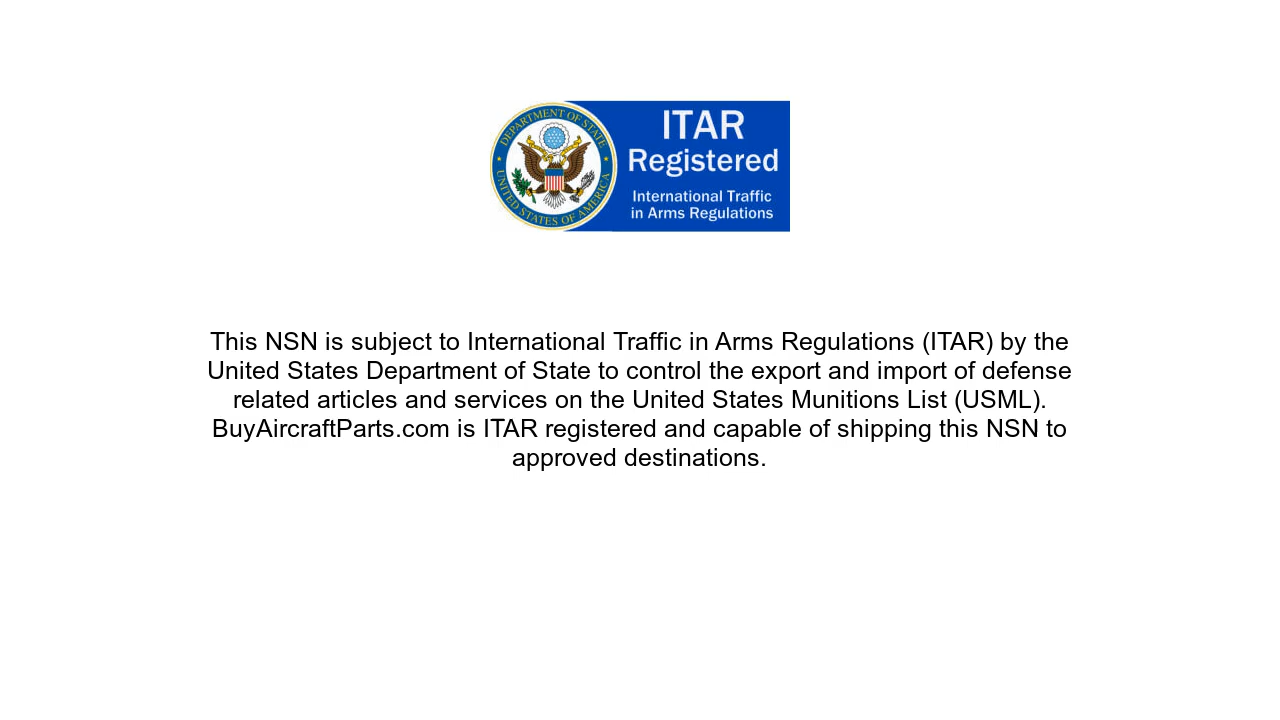 DEPARTMENT OF STATE
UNITED STATES OF AMERICA
ITAR
Registered
International Traffic
in Arms Regulations
This NSN is subject to International Traffic in Arms Regulations (ITAR) by the
United States Department of State to control the export and import of defense
related articles and services on the United States Munitions List (USML).
BuyAircraftParts.com is ITAR registered and capable of shipping this NSN to
approved destinations.